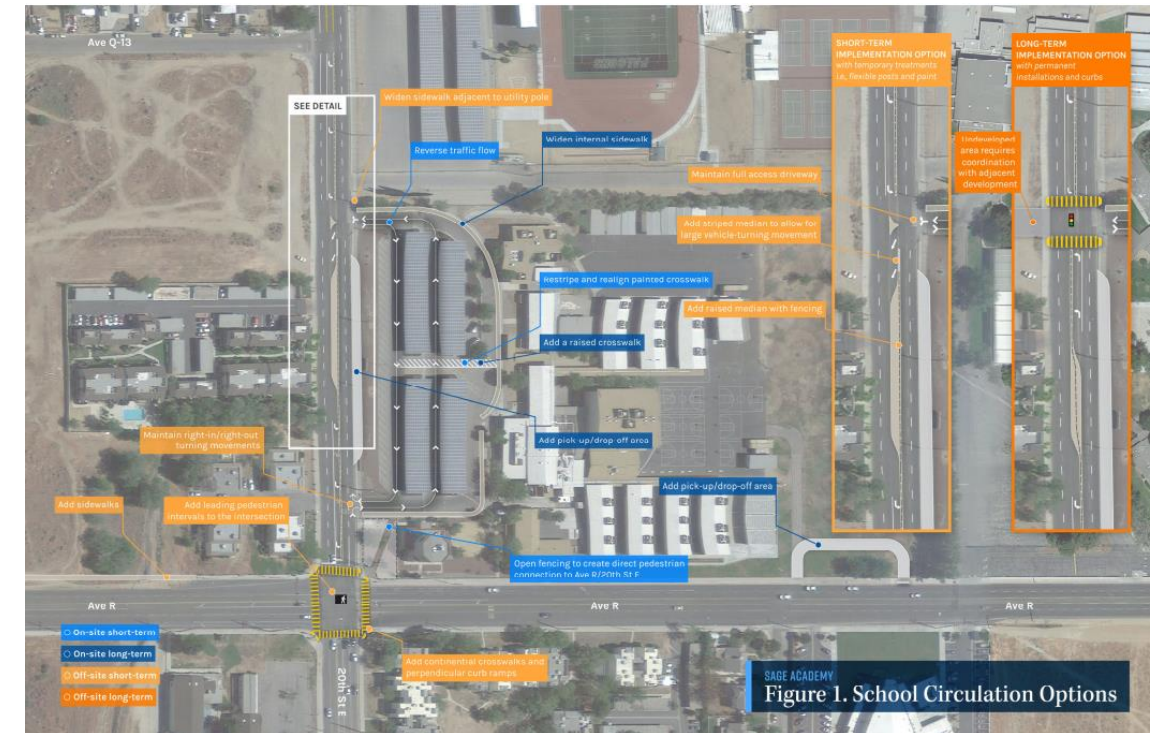 Ave Q-13
SEE DETAIL
Widen sidewalk adjacent to utility pole
Reverse traffic flow
Widen internal sidewalk
Restripe and realign painted crosswalk
Add a raised crosswalk
Add pick-up/drop-off area
Maintain right-in/right-out
turning movements
Add sidewalks
Add leading pedestrian
intervals to the intersection
Open fencing to create direct pedestrian
connection to Ave R/20th St E
Add pick-up/drop-off area
Maintain full access driveway
Add striped median to allow for
large vehicle-turning movement
Add raised median with fencing
SHORT-TERM
IMPLEMENTATION OPTION
with temporary treatments
i.e., flexible posts and paint
LONG-TERM
IMPLEMENTATION OPTION
with permanent
installations and curbs
Undeveloped
area requires
coordination
with adjacent
development
Ave R
Ave R
Ave R
20th St E
Add continental crosswalks and
perpendicular curb ramps
On-site short-term
On-site long-term
Off-site short-term
Off-site long-term
SAGE ACADEMY
Figure 1. School Circulation Options